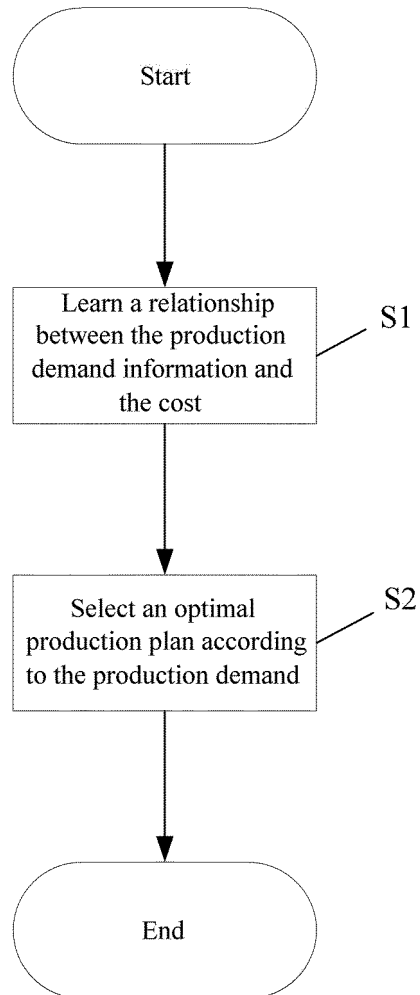 Start
Learn a relationship
between the production
demand information and
the cost
S1
Select an optimal
production plan according
to the production demand
S2
End